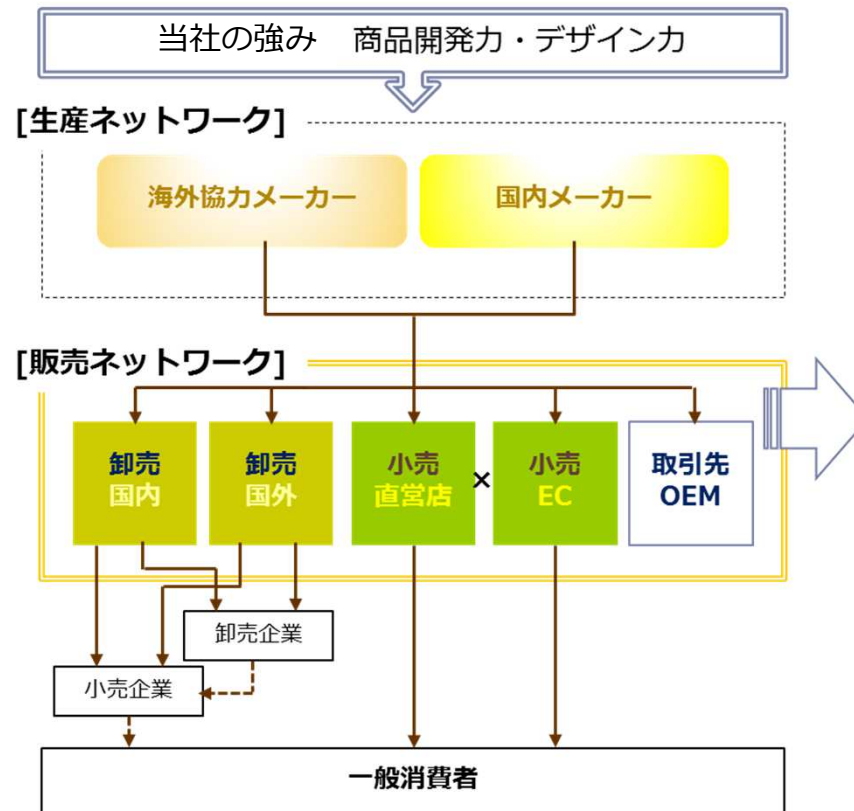 当社の強み　商品開発力・デザイン力
[生産ネットワーク]
海外協力メーカー
国内メーカー
[販売ネットワーク]
卸売
国内
卸売
国外
小売
直営店
×
小売
EC
取引先
OEM
卸売企業
小売企業
一般消費者